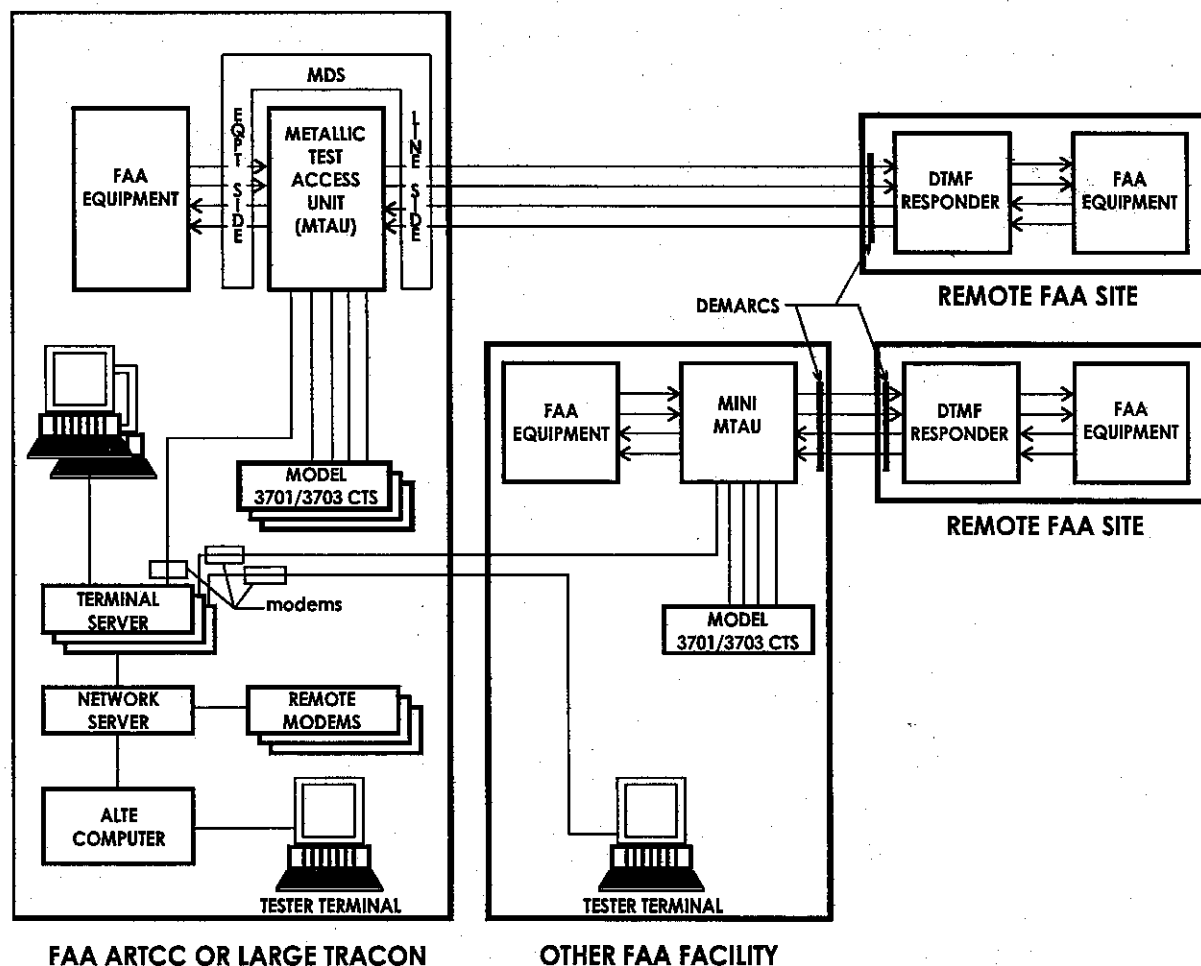 MDS
EQPT SIDE
LINE SIDE
FAA
EQUIPMENT
METALLIC
TEST
ACCESS
UNIT
(MTAU)
DTMF
RESPONDER
FAA
EQUIPMENT
REMOTE FAA SITE
DEMARCS
FAA
EQUIPMENT
MINI
MTAU
DTMF
RESPONDER
FAA
EQUIPMENT
REMOTE FAA SITE
MODEL
3701/3703 CTS
modems
TERMINAL
SERVER
MODEL
3701/3703 CTS
NETWORK
SERVER
REMOTE
MODEMS
ALTE
COMPUTER
TESTER TERMINAL
TESTER TERMINAL
FAA ARTCC OR LARGE TRACON
OTHER FAA FACILITY